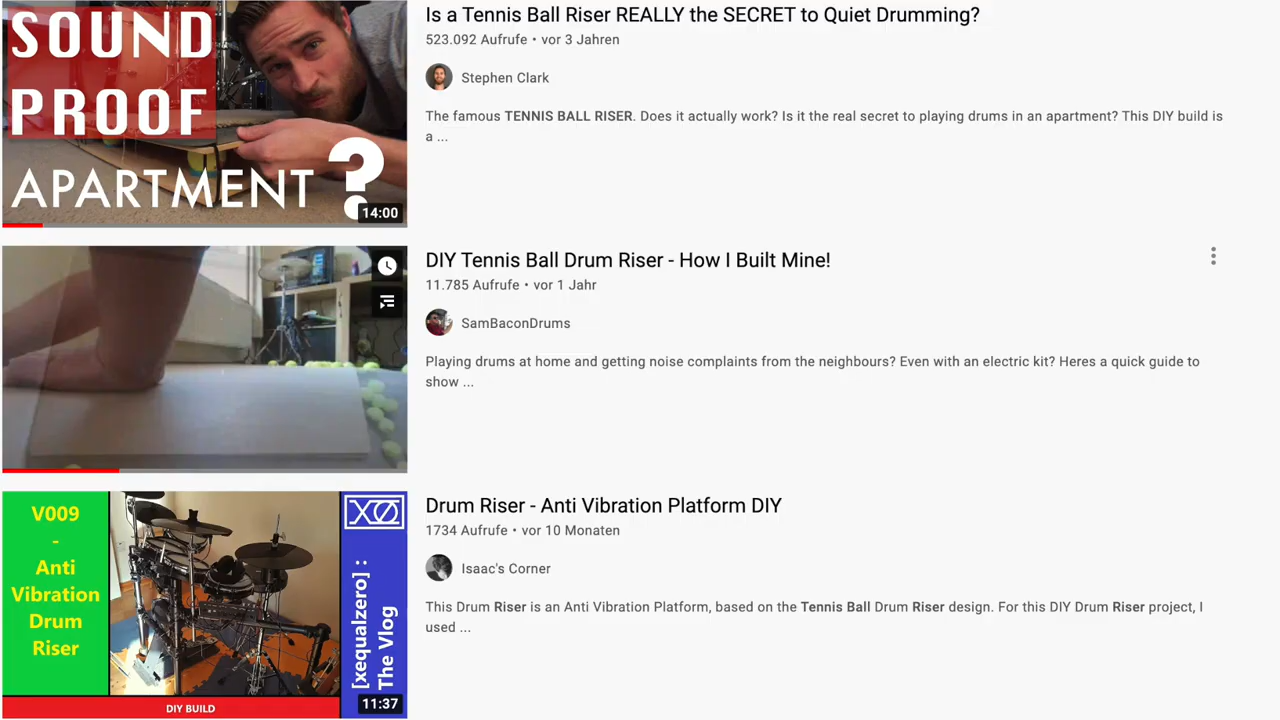 SOUND
PROOF
APARTMENT ?
14:00
Is a Tennis Ball Riser REALLY the SECRET to Quiet Drumming?
523.092 Aufrufe • vor 3 Jahren
Stephen Clark
The famous TENNIS BALL RISER. Does it actually work? Is it the real secret to playing drums in an apartment? This DIY build is
a ...
DIY Tennis Ball Drum Riser - How I Built Mine!
11.785 Aufrufe • vor 1 Jahr
SamBaconDrums
Playing drums at home and getting noise complaints from the neighbours? Even with an electric kit? Heres a quick guide to
show ...
V009
-
Anti
Vibration
Drum
Riser
XØ
[xequalzero] :
The Vlog
11:37
DIY BUILD
Drum Riser - Anti Vibration Platform DIY
1734 Aufrufe • vor 10 Monaten
Isaac's Corner
This Drum Riser is an Anti Vibration Platform, based on the Tennis Ball Drum Riser design. For this DIY Drum Riser project, I
used ...